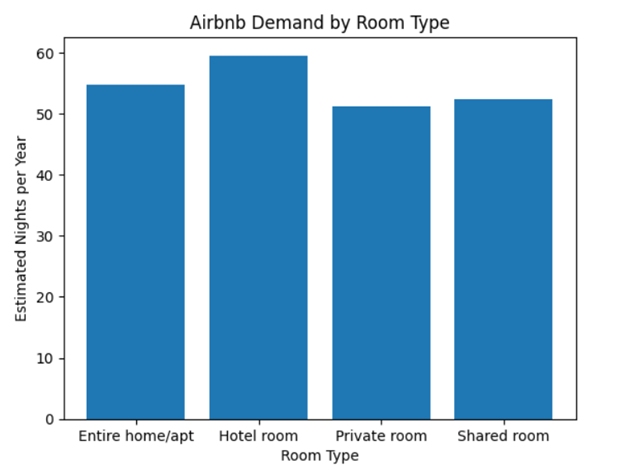 Airbnb Demand by Room Type
Estimated Nights per Year
60
50
40
30
20
10
0
Entire home/apt Hotel room Private room Shared room
Room Type